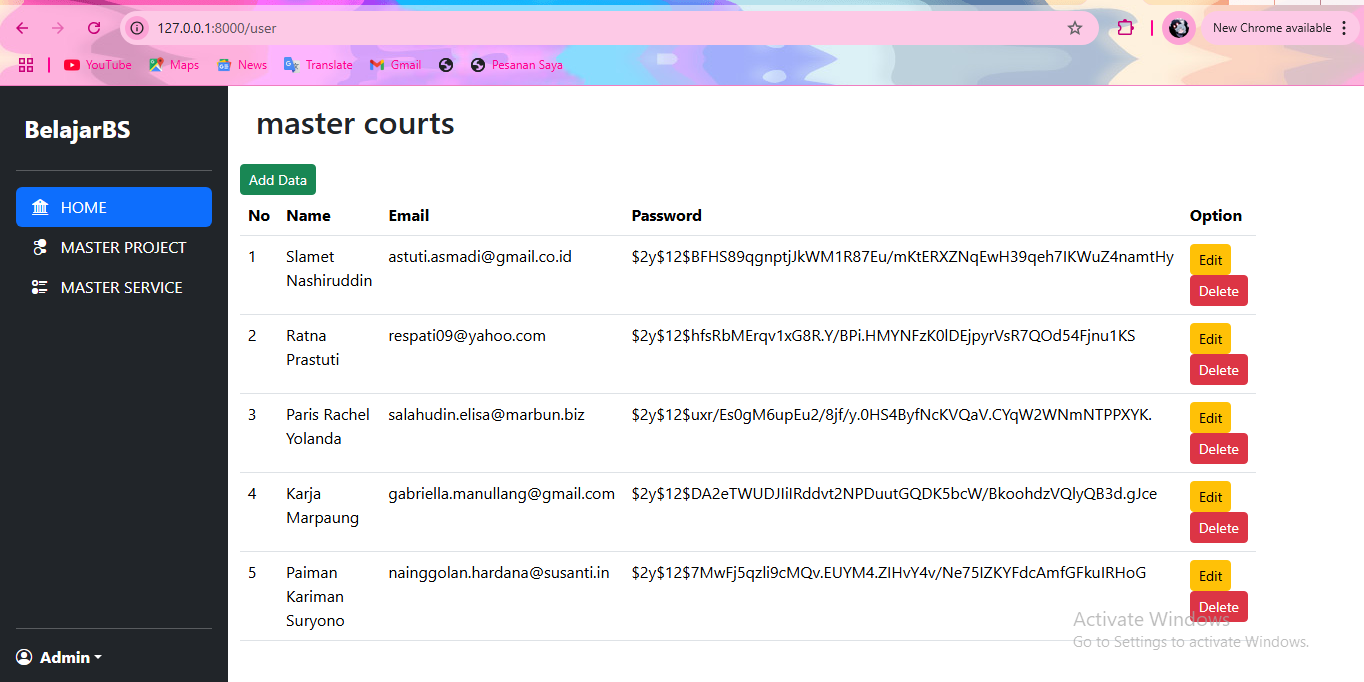 127.0.0.1:8000/user
New Chrome available
YouTube Maps News Translate Gmail Pesanan Saya
BelajarBS
HOME
MASTER PROJECT
MASTER SERVICE
Admin
master courts
Add Data
No Name Email Password Option
1 Slamet astuti.asmadi@gmail.co.id $2y$12$BFHS89qgnptjJkWM1R87Eu/mKtERXZNqEwH39qeh7IKWuZ4namtHy Edit
Nashiruddin Delete
2 Ratna respati09@yahoo.com $2y$12$hfsRbMErqv1xG8R.Y/BPi.HMYNFzK0lDEjpyrVsR7QOd54Fjnu1KS Edit
Prastuti Delete
3 Paris Rachel salahudin.elisa@marbun.biz $2y$12$uxr/Es0gM6upEu2/8jf/y.0HS4ByfNcKVQaV.CYqW2WNmNTPPXYK. Edit
Yolanda Delete
4 Karja gabriella.manullang@gmail.com $2y$12$DA2eTWUDJIiIRddvt2NPDuutGQDK5bcW/BkoohdzVQlyQB3d.gJce Edit
Marpaung Delete
5 Paiman nainggolan.hardana@susanti.in $2y$12$7MwFj5qzli9cMQv.EUYM4.ZIHvY4v/Ne75IZKYFdcAmfGFkuIRHoG Edit
Kariman Delete
Suryono
Activate Windows
Go to Settings to activate Windows.